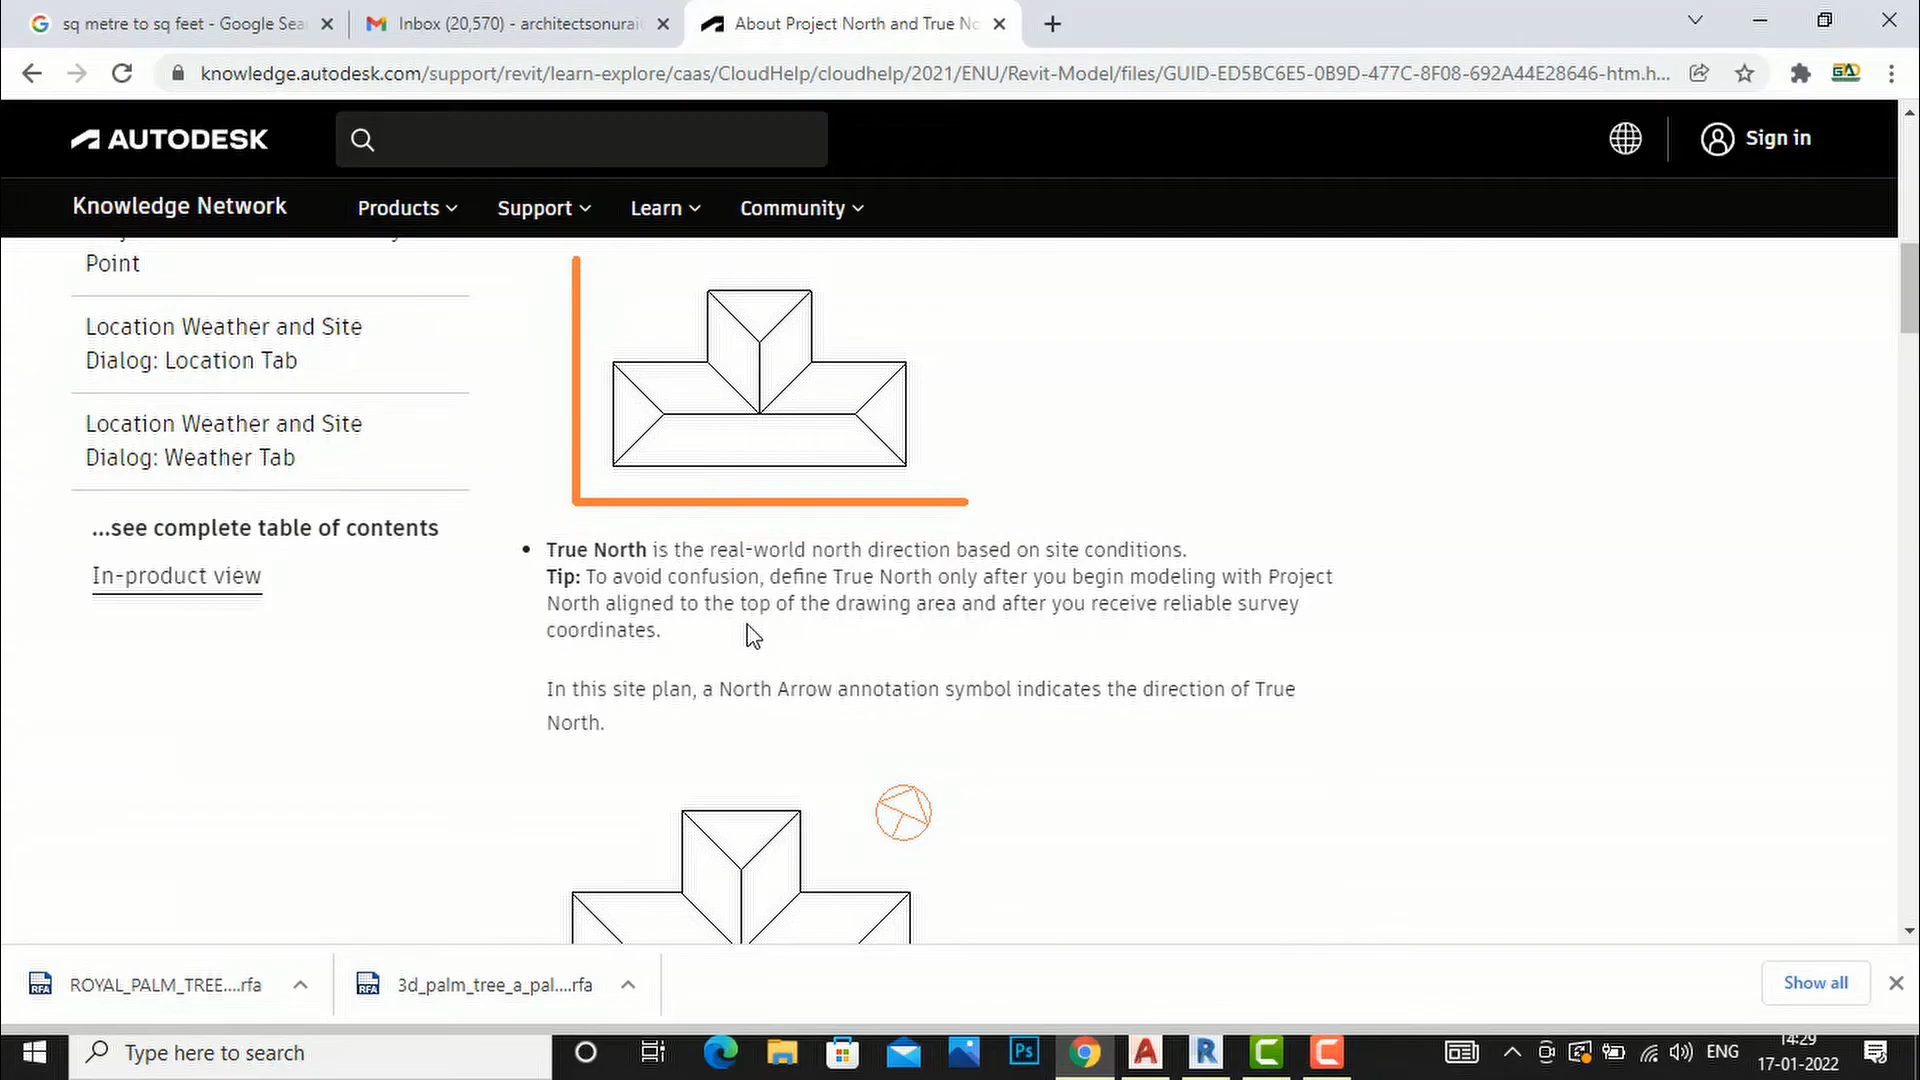 sq metre to sq feet - Google Sea
Inbox (20,570) - architectsonurai
About Project North and True No
knowledge.autodesk.com/support/revit/learn-explore/caas/CloudHelp/cloudhelp/2021/ENU/Revit-Model/files/GUID-ED5BC6E5-0B9D-477C-8F08-692A44E28646-htm.h...
AUTODESK
Sign in
Knowledge Network
Products
Support
Learn
Community
Point
Location Weather and Site
Dialog: Location Tab
Location Weather and Site
Dialog: Weather Tab
...see complete table of contents
In-product view
• True North is the real-world north direction based on site conditions.
Tip: To avoid confusion, define True North only after you begin modeling with Project
North aligned to the top of the drawing area and after you receive reliable survey
coordinates.
In this site plan, a North Arrow annotation symbol indicates the direction of True
North.
ROYAL_PALM_TREE....rfa
3d_palm_tree_a_pal....rfa
Show all
Type here to search
ENG
14:29
17-01-2022